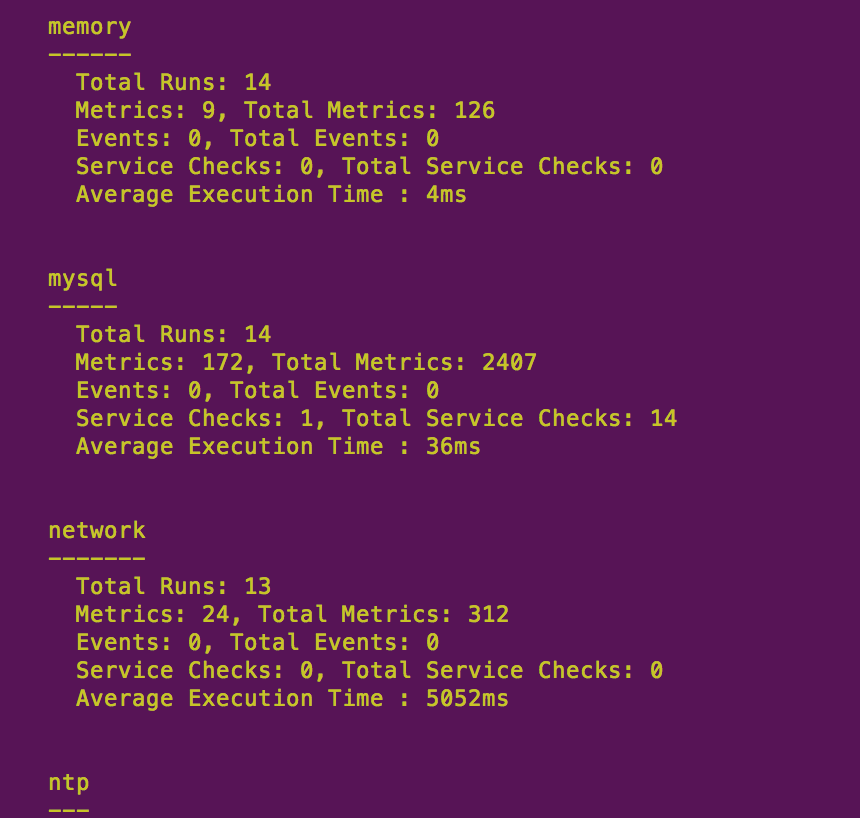 memory
------
Total Runs: 14
Metrics: 9, Total Metrics: 126
Events: 0, Total Events: 0
Service Checks: 0, Total Service Checks: 0
Average Execution Time : 4ms
mysql
-----
Total Runs: 14
Metrics: 172, Total Metrics: 2407
Events: 0, Total Events: 0
Service Checks: 1, Total Service Checks: 14
Average Execution Time : 36ms
network
-------
Total Runs: 13
Metrics: 24, Total Metrics: 312
Events: 0, Total Events: 0
Service Checks: 0, Total Service Checks: 0
Average Execution Time : 5052ms
ntp
---